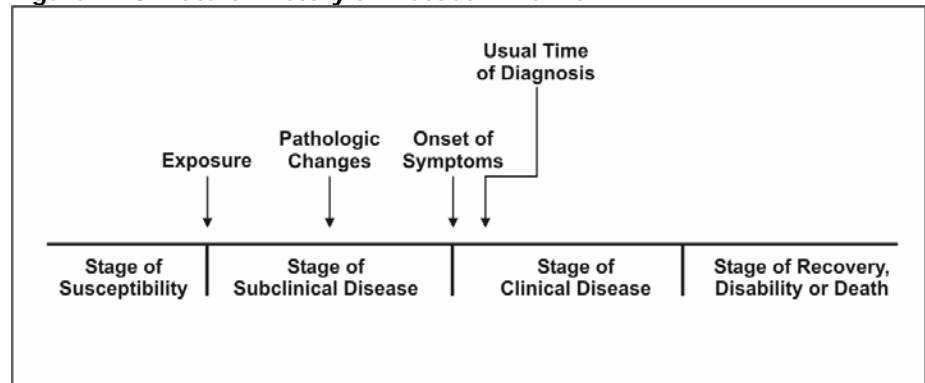 Usual Time
of Diagnosis
Pathologic
Changes
Onset of
Symptoms
Exposure
Stage of
Susceptibility
Stage of
Subclinical Disease
Stage of
Clinical Disease
Stage of Recovery,
Disability or Death